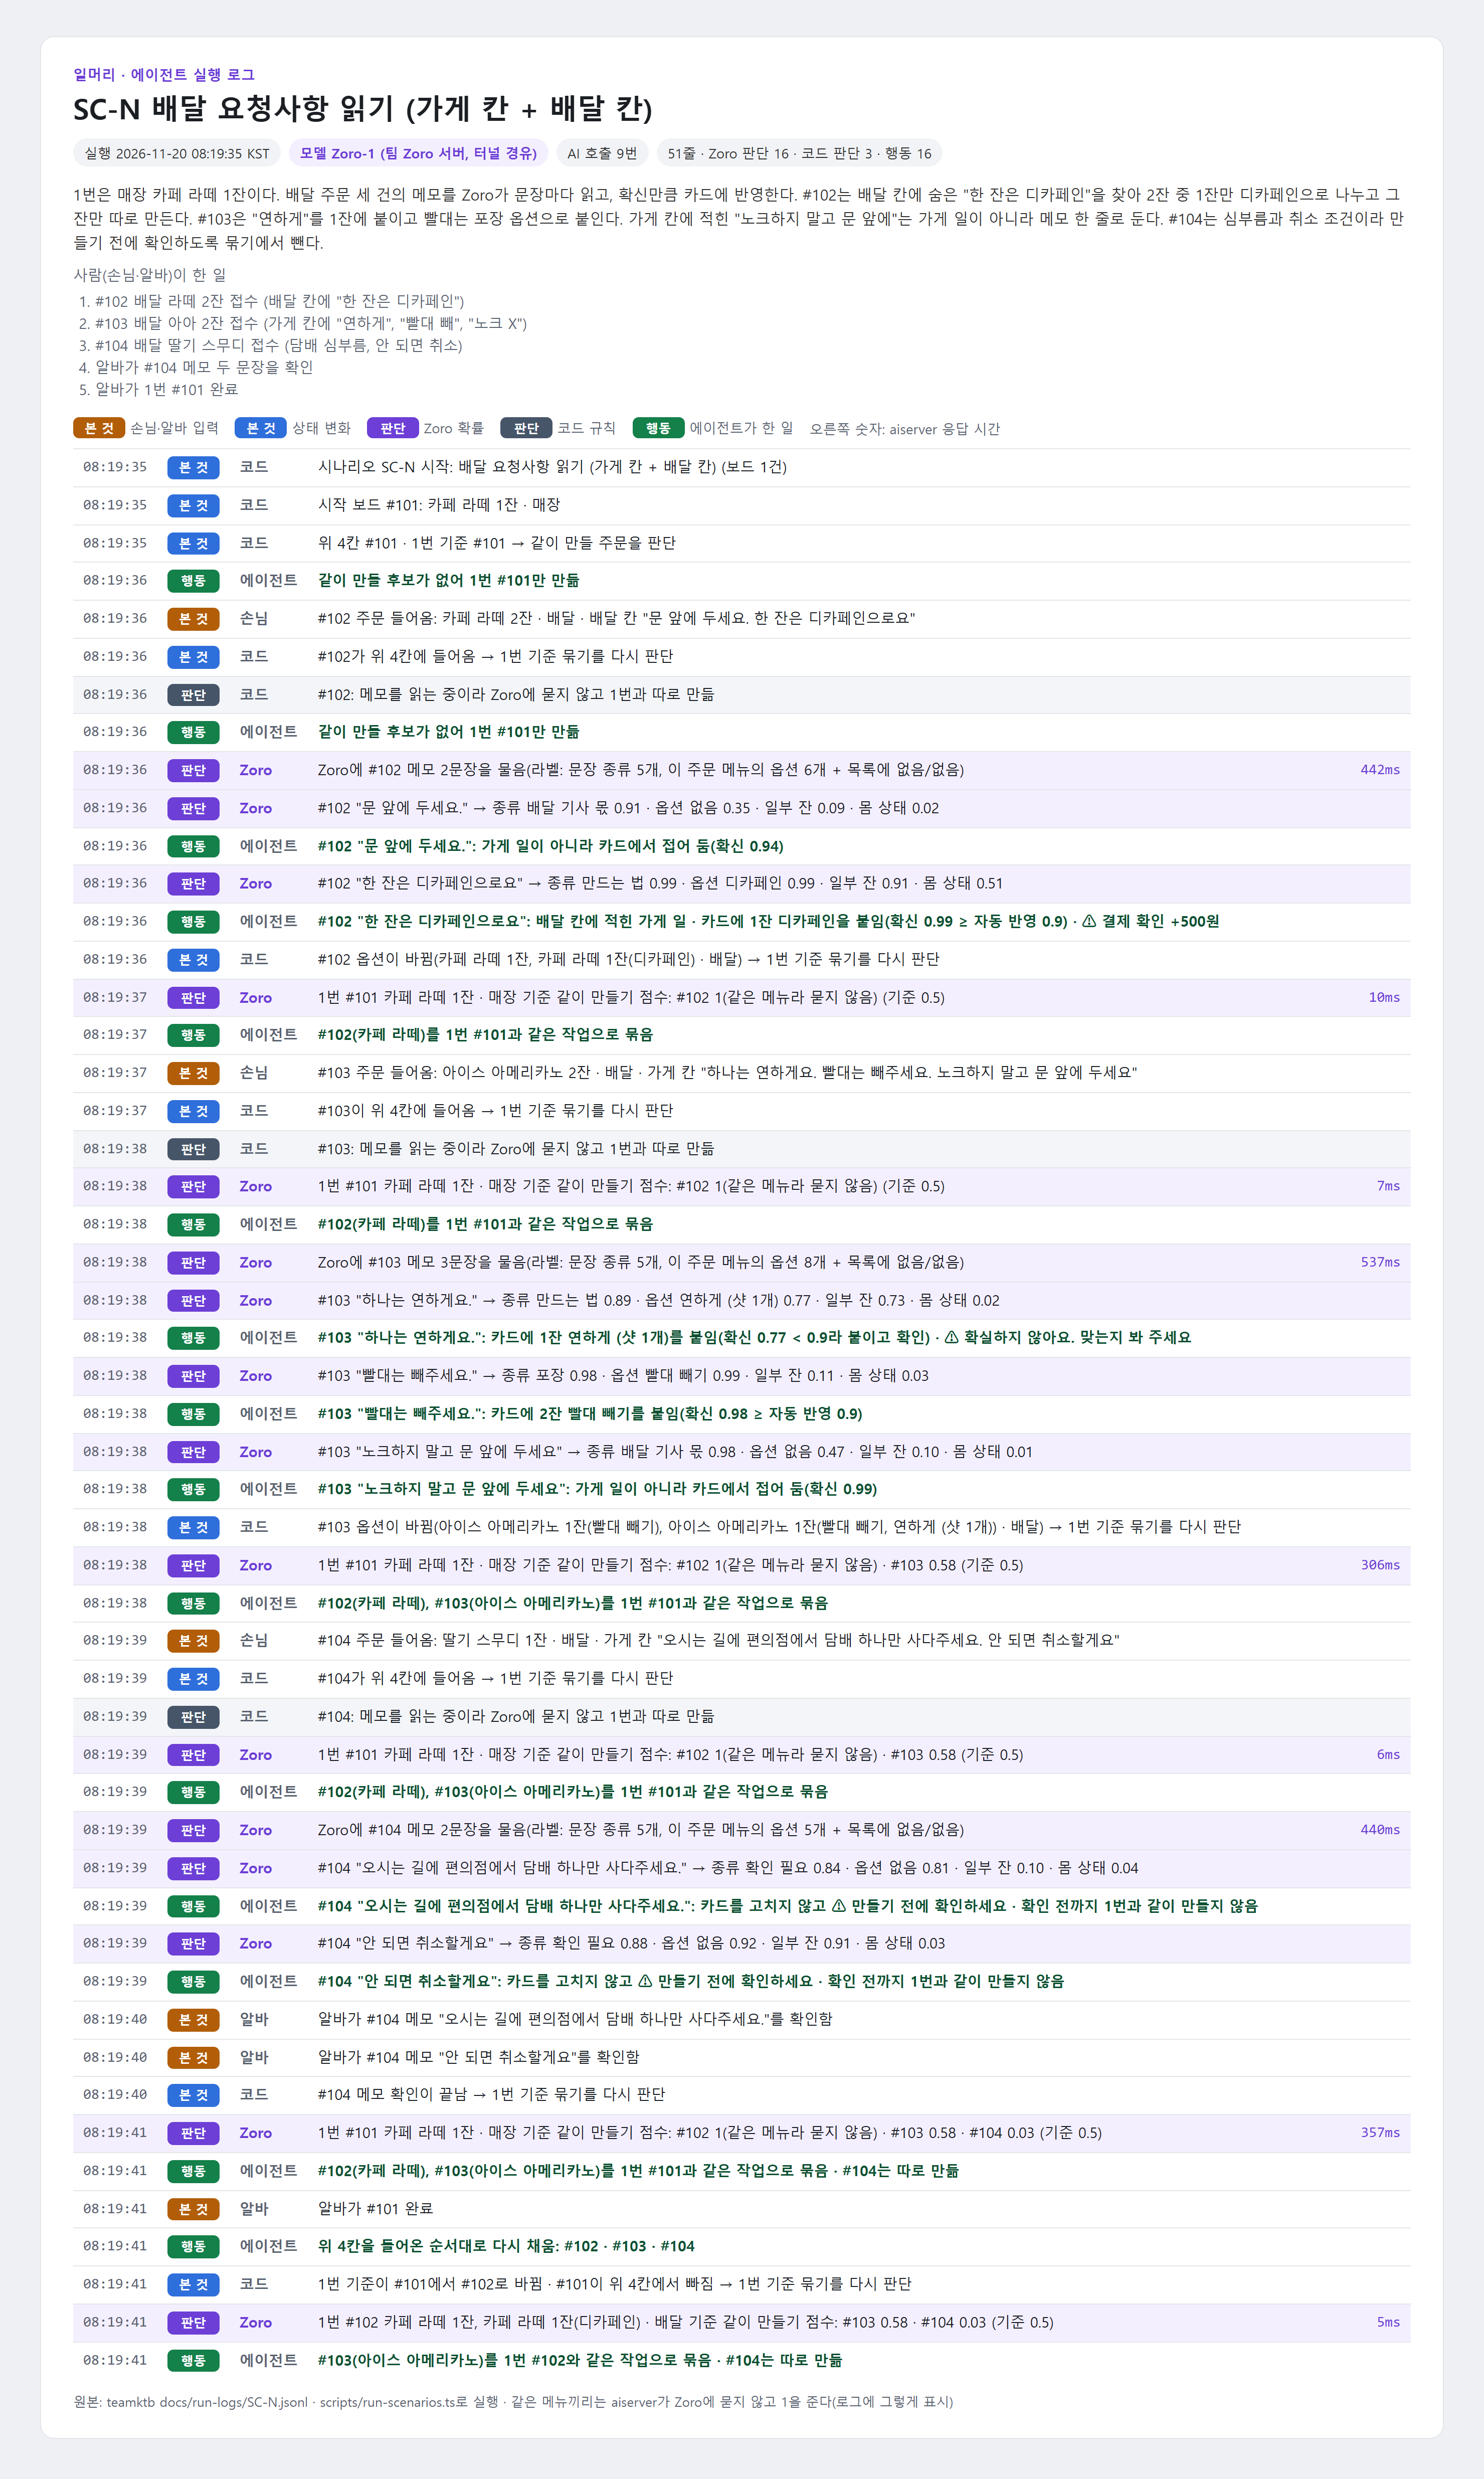 일머리 · 에이전트 실행 로그
SC-N 배달 요청사항 읽기 (가게 칸 + 배달 칸)
실행 2026-11-20 08:19:35 KST 모델 Zoro-1 (팀 Zoro 서버, 터널 경유) AI 호출 9번 51줄 · Zoro 판단 16 · 코드 판단 3 · 행동 16
1번은 매장 카페 라떼 1잔이다. 배달 주문 세 건의 메모를 Zoro가 문장마다 읽고, 확신만큼 카드에 반영한다. #102는 배달 칸에 숨은 "한 잔은 디카페인"을 찾아 2잔 중 1잔만 디카페인으로 나누고 그
잔만 따로 만든다. #103은 "연하게"를 1잔에 붙이고 빨대는 포장 옵션으로 붙인다. 가게 칸에 적힌 "노크하지 말고 문 앞에"는 가게 일이 아니라 메모 한 줄로 둔다. #104는 심부름과 취소 조건이라 만
들기 전에 확인하도록 묶기에서 뺀다.
사람(손님·알바)이 한 일
1. #102 배달 라떼 2잔 접수 (배달 칸에 "한 잔은 디카페인")
2. #103 배달 아아 2잔 접수 (가게 칸에 "연하게", "빨대 빼", "노크 X")
3. #104 배달 딸기 스무디 접수 (담배 심부름, 안 되면 취소)
4. 알바가 #104 메모 두 문장을 확인
5. 알바가 1번 #101 완료
본 것 손님·알바 입력 본 것 상태 변화 판단 Zoro 확률 판단 코드 규칙 행동 에이전트가 한 일 오른쪽 숫자: aiserver 응답 시간
08:19:35 본 것 코드 시나리오 SC-N 시작: 배달 요청사항 읽기 (가게 칸 + 배달 칸) (보드 1건)
08:19:35 본 것 코드 시작 보드 #101: 카페 라떼 1잔 · 매장
08:19:35 본 것 코드 위 4칸 #101 · 1번 기준 #101 → 같이 만들 주문을 판단
08:19:36 행동 에이전트 같이 만들 후보가 없어 1번 #101만 만듦
08:19:36 본 것 손님 #102 주문 들어옴: 카페 라떼 2잔 · 배달 · 배달 칸 "문 앞에 두세요. 한 잔은 디카페인으로요"
08:19:36 본 것 코드 #102가 위 4칸에 들어옴 → 1번 기준 묶기를 다시 판단
08:19:36 판단 코드 #102: 메모를 읽는 중이라 Zoro에 묻지 않고 1번과 따로 만듦
08:19:36 행동 에이전트 같이 만들 후보가 없어 1번 #101만 만듦
08:19:36 판단 Zoro Zoro에 #102 메모 2문장을 물음(라벨: 문장 종류 5개, 이 주문 메뉴의 옵션 6개 + 목록에 없음/없음) 442ms
08:19:36 판단 Zoro #102 "문 앞에 두세요." → 종류 배달 기사 몫 0.91 · 옵션 없음 0.35 · 일부 잔 0.09 · 몸 상태 0.02
08:19:36 행동 에이전트 #102 "문 앞에 두세요.": 가게 일이 아니라 카드에서 접어 둠(확신 0.94)
08:19:36 판단 Zoro #102 "한 잔은 디카페인으로요" → 종류 만드는 법 0.99 · 옵션 디카페인 0.99 · 일부 잔 0.91 · 몸 상태 0.51
08:19:36 행동 에이전트 #102 "한 잔은 디카페인으로요": 배달 칸에 적힌 가게 일 · 카드에 1잔 디카페인을 붙임(확신 0.99 ≥ 자동 반영 0.9) · ⚠ 결제 확인 +500원
08:19:36 본 것 코드 #102 옵션이 바뀜(카페 라떼 1잔, 카페 라떼 1잔(디카페인) · 배달) → 1번 기준 묶기를 다시 판단
08:19:37 판단 Zoro 1번 #101 카페 라떼 1잔 · 매장 기준 같이 만들기 점수: #102 1(같은 메뉴라 묻지 않음) (기준 0.5) 10ms
08:19:37 행동 에이전트 #102(카페 라떼)를 1번 #101과 같은 작업으로 묶음
08:19:37 본 것 손님 #103 주문 들어옴: 아이스 아메리카노 2잔 · 배달 · 가게 칸 "하나는 연하게요. 빨대는 빼주세요. 노크하지 말고 문 앞에 두세요"
08:19:37 본 것 코드 #103이 위 4칸에 들어옴 → 1번 기준 묶기를 다시 판단
08:19:38 판단 코드 #103: 메모를 읽는 중이라 Zoro에 묻지 않고 1번과 따로 만듦
08:19:38 판단 Zoro 1번 #101 카페 라떼 1잔 · 매장 기준 같이 만들기 점수: #102 1(같은 메뉴라 묻지 않음) (기준 0.5) 7ms
08:19:38 행동 에이전트 #102(카페 라떼)를 1번 #101과 같은 작업으로 묶음
08:19:38 판단 Zoro Zoro에 #103 메모 3문장을 물음(라벨: 문장 종류 5개, 이 주문 메뉴의 옵션 8개 + 목록에 없음/없음) 537ms
08:19:38 판단 Zoro #103 "하나는 연하게요." → 종류 만드는 법 0.89 · 옵션 연하게 (샷 1개) 0.77 · 일부 잔 0.73 · 몸 상태 0.02
08:19:38 행동 에이전트 #103 "하나는 연하게요.": 카드에 1잔 연하게 (샷 1개)를 붙임(확신 0.77 < 0.9라 붙이고 확인) · ⚠ 확실하지 않아요. 맞는지 봐 주세요
08:19:38 판단 Zoro #103 "빨대는 빼주세요." → 종류 포장 0.98 · 옵션 빨대 빼기 0.99 · 일부 잔 0.11 · 몸 상태 0.03
08:19:38 행동 에이전트 #103 "빨대는 빼주세요.": 카드에 2잔 빨대 빼기를 붙임(확신 0.98 ≥ 자동 반영 0.9)
08:19:38 판단 Zoro #103 "노크하지 말고 문 앞에 두세요" → 종류 배달 기사 몫 0.98 · 옵션 없음 0.47 · 일부 잔 0.10 · 몸 상태 0.01
08:19:38 행동 에이전트 #103 "노크하지 말고 문 앞에 두세요": 가게 일이 아니라 카드에서 접어 둠(확신 0.99)
08:19:38 본 것 코드 #103 옵션이 바뀜(아이스 아메리카노 1잔(빨대 빼기), 아이스 아메리카노 1잔(빨대 빼기, 연하게 (샷 1개)) · 배달) → 1번 기준 묶기를 다시 판단
08:19:38 판단 Zoro 1번 #101 카페 라떼 1잔 · 매장 기준 같이 만들기 점수: #102 1(같은 메뉴라 묻지 않음) · #103 0.58 (기준 0.5) 306ms
08:19:38 행동 에이전트 #102(카페 라떼), #103(아이스 아메리카노)를 1번 #101과 같은 작업으로 묶음
08:19:39 본 것 손님 #104 주문 들어옴: 딸기 스무디 1잔 · 배달 · 가게 칸 "오시는 길에 편의점에서 담배 하나만 사다주세요. 안 되면 취소할게요"
08:19:39 본 것 코드 #104가 위 4칸에 들어옴 → 1번 기준 묶기를 다시 판단
08:19:39 판단 코드 #104: 메모를 읽는 중이라 Zoro에 묻지 않고 1번과 따로 만듦
08:19:39 판단 Zoro 1번 #101 카페 라떼 1잔 · 매장 기준 같이 만들기 점수: #102 1(같은 메뉴라 묻지 않음) · #103 0.58 (기준 0.5) 6ms
08:19:39 행동 에이전트 #102(카페 라떼), #103(아이스 아메리카노)를 1번 #101과 같은 작업으로 묶음
08:19:39 판단 Zoro Zoro에 #104 메모 2문장을 물음(라벨: 문장 종류 5개, 이 주문 메뉴의 옵션 5개 + 목록에 없음/없음) 440ms
08:19:39 판단 Zoro #104 "오시는 길에 편의점에서 담배 하나만 사다주세요." → 종류 확인 필요 0.84 · 옵션 없음 0.81 · 일부 잔 0.10 · 몸 상태 0.04
08:19:39 행동 에이전트 #104 "오시는 길에 편의점에서 담배 하나만 사다주세요.": 카드를 고치지 않고 ⚠ 만들기 전에 확인하세요 · 확인 전까지 1번과 같이 만들지 않음
08:19:39 판단 Zoro #104 "안 되면 취소할게요" → 종류 확인 필요 0.88 · 옵션 없음 0.92 · 일부 잔 0.91 · 몸 상태 0.03
08:19:39 행동 에이전트 #104 "안 되면 취소할게요": 카드를 고치지 않고 ⚠ 만들기 전에 확인하세요 · 확인 전까지 1번과 같이 만들지 않음
08:19:40 본 것 알바 알바가 #104 메모 "오시는 길에 편의점에서 담배 하나만 사다주세요."를 확인함
08:19:40 본 것 알바 알바가 #104 메모 "안 되면 취소할게요"를 확인함
08:19:40 본 것 코드 #104 메모 확인이 끝남 → 1번 기준 묶기를 다시 판단
08:19:41 판단 Zoro 1번 #101 카페 라떼 1잔 · 매장 기준 같이 만들기 점수: #102 1(같은 메뉴라 묻지 않음) · #103 0.58 · #104 0.03 (기준 0.5) 357ms
08:19:41 행동 에이전트 #102(카페 라떼), #103(아이스 아메리카노)를 1번 #101과 같은 작업으로 묶음 · #104는 따로 만듦
08:19:41 본 것 알바 알바가 #101 완료
08:19:41 행동 에이전트 위 4칸을 들어온 순서대로 다시 채움: #102 · #103 · #104
08:19:41 본 것 코드 1번 기준이 #101에서 #102로 바뀜 · #101이 위 4칸에서 빠짐 → 1번 기준 묶기를 다시 판단
08:19:41 판단 Zoro 1번 #102 카페 라떼 1잔, 카페 라떼 1잔(디카페인) · 배달 기준 같이 만들기 점수: #103 0.58 · #104 0.03 (기준 0.5) 5ms
08:19:41 행동 에이전트 #103(아이스 아메리카노)를 1번 #102와 같은 작업으로 묶음 · #104는 따로 만듦
원본: teamktb docs/run-logs/SC-N.jsonl · scripts/run-scenarios.ts로 실행 · 같은 메뉴끼리는 aiserver가 Zoro에 묻지 않고 1을 준다(로그에 그렇게 표시)